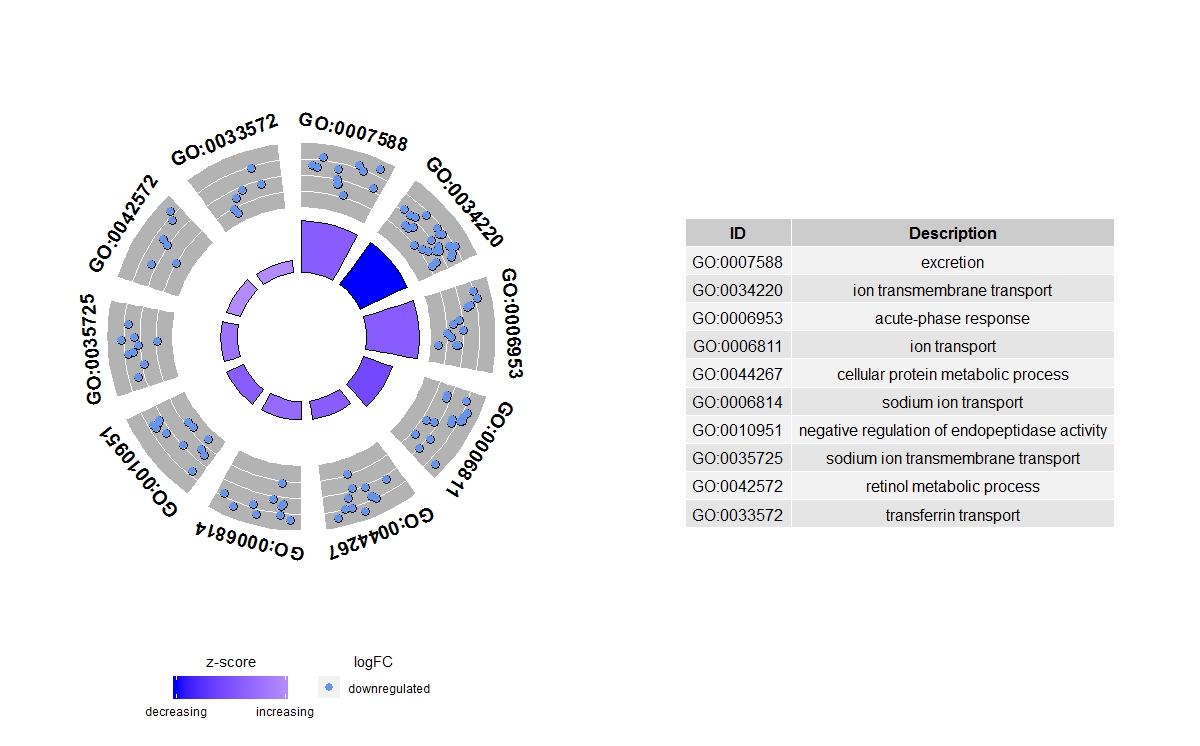 GO:0007588
GO:0034220
GO:0006953
GO:0006811
GO:0044267
GO:0006814
GO:0010951
GO:0035725
GO:0042572
GO:0033572
ID Description
GO:0007588 excretion
GO:0034220 ion transmembrane transport
GO:0006953 acute-phase response
GO:0006811 ion transport
GO:0044267 cellular protein metabolic process
GO:0006814 sodium ion transport
GO:0010951 negative regulation of endopeptidase activity
GO:0035725 sodium ion transmembrane transport
GO:0042572 retinol metabolic process
GO:0033572 transferrin transport
z-score
decreasing increasing
logFC
downregulated